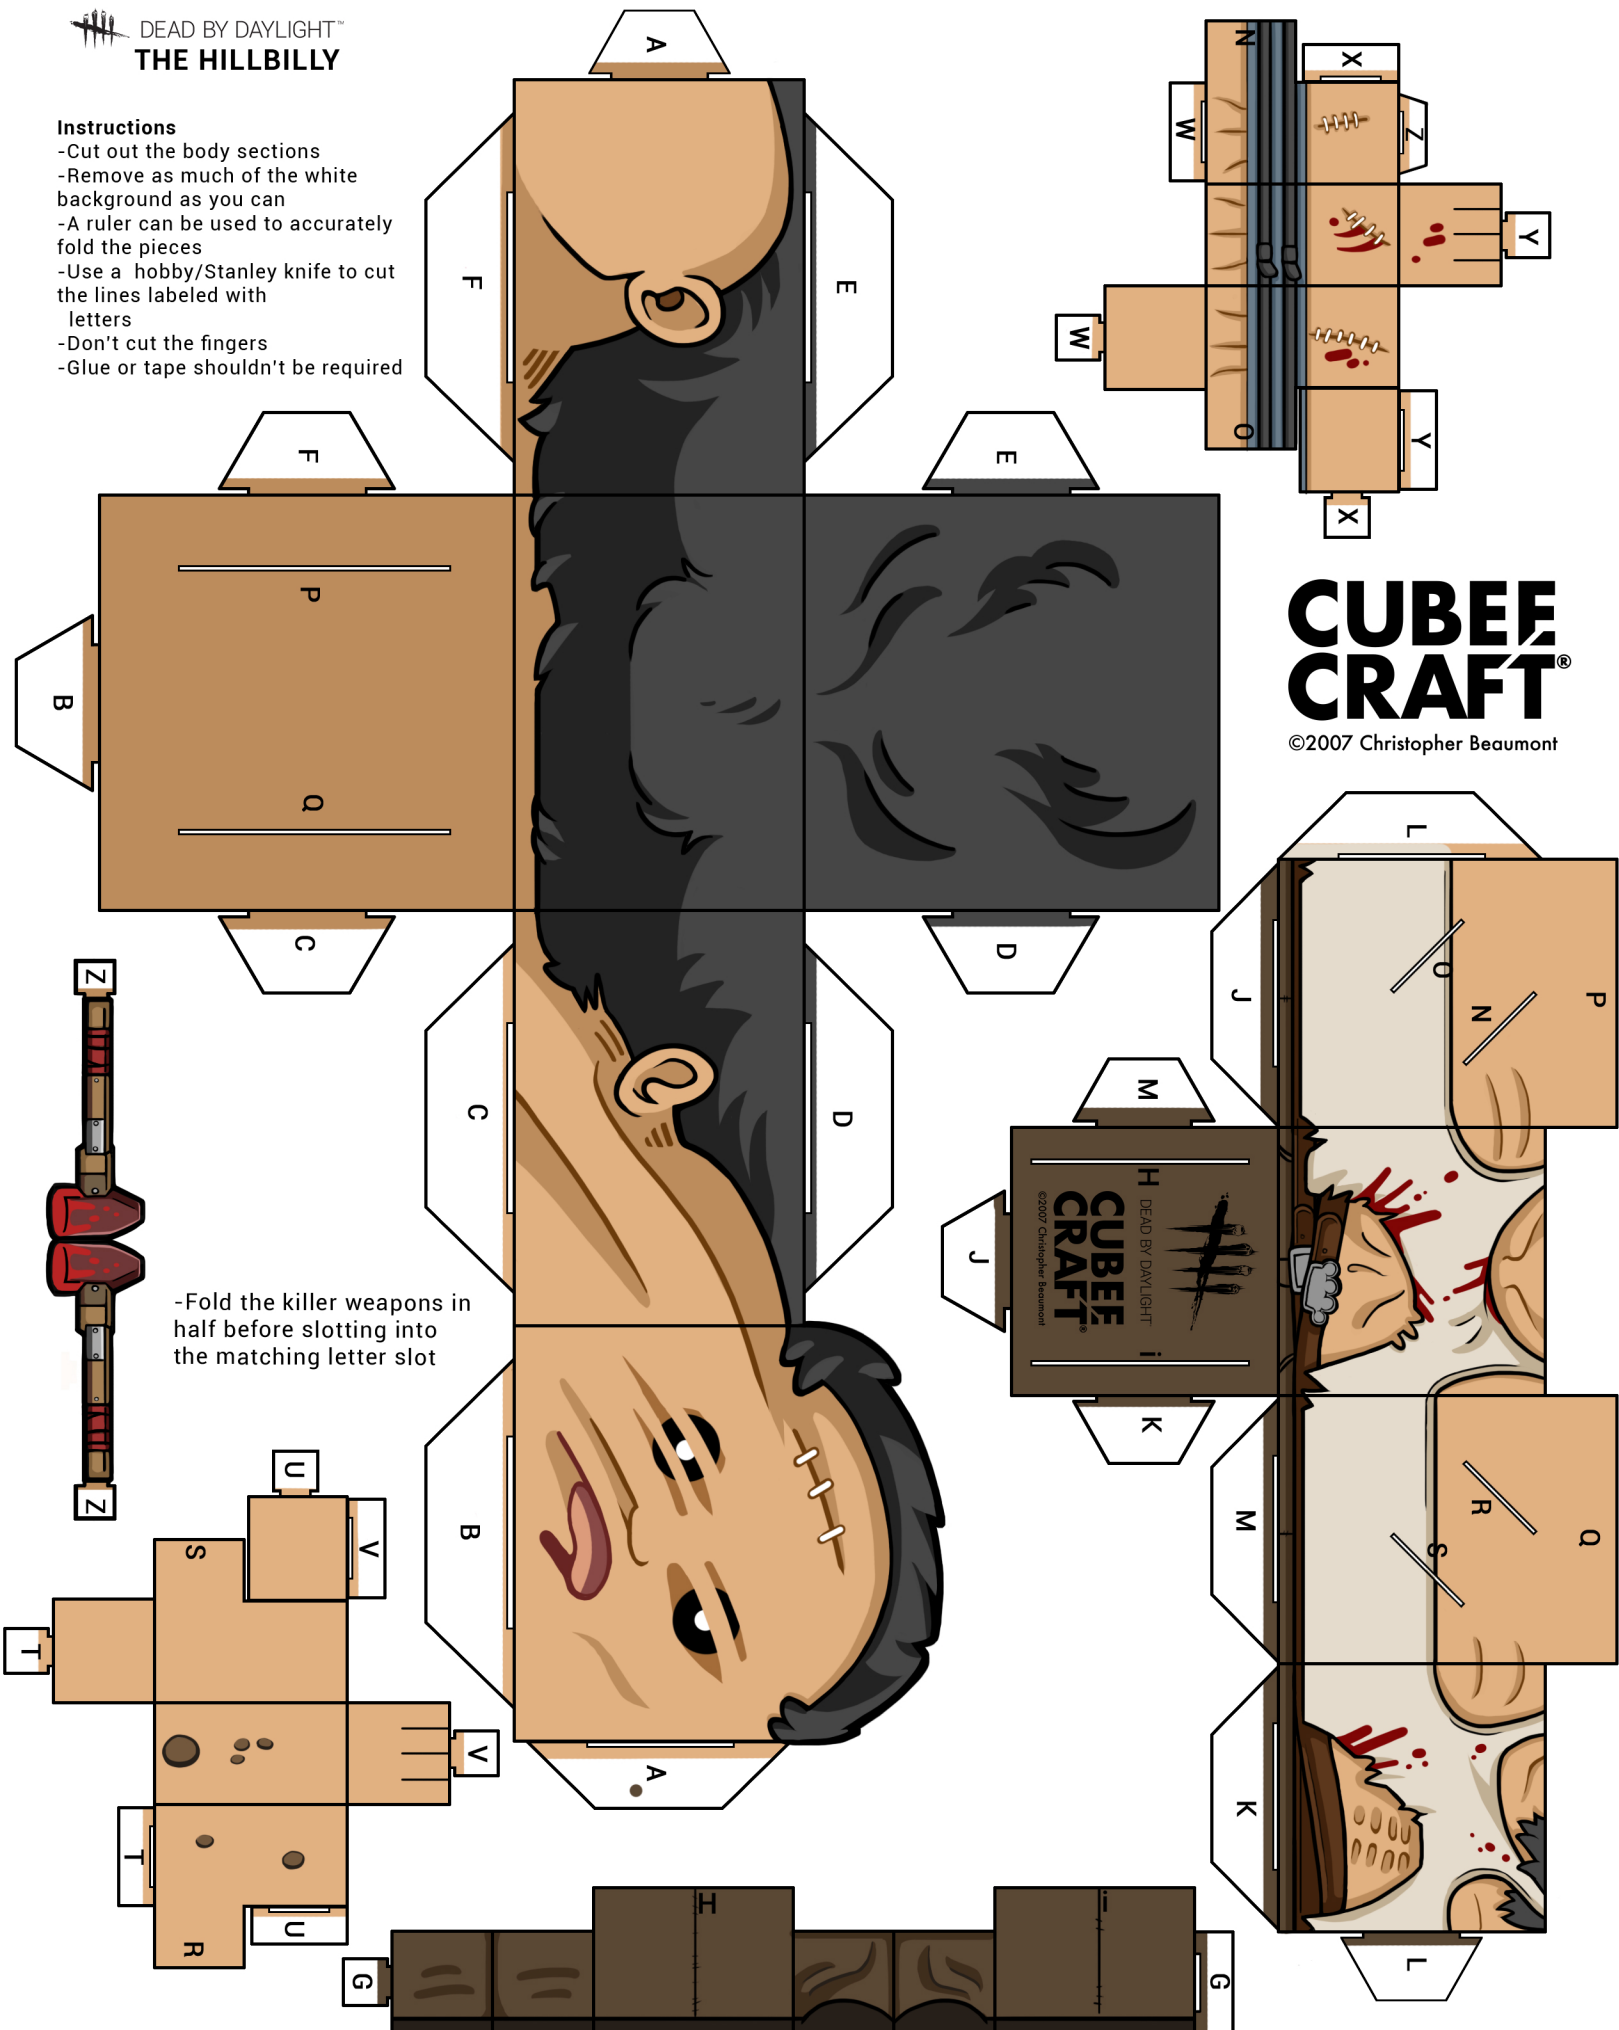 DEAD BY DAYLIGHT™
THE HILLBILLY
Instructions
-Cut out the body sections
-Remove as much of the white
background as you can
-A ruler can be used to accurately
fold the pieces
-Use a hobby/Stanley knife to cut
the lines labeled with
letters
-Don't cut the fingers
-Glue or tape shouldn't be required
A
F
E
F
E
P
Q
B
C
D
C
D
B
A
N
X
W
Z
Y
W
O
Y
X
CUBEE
CRAFT®
©2007 Christopher Beaumont
L
J
O
N
P
M
H
DEAD BY DAYLIGHT™
CUBEE
CRAFT®
©2007 Christopher Beaumont
i
J
K
M
R
S
Q
K
L
Z
Z
-Fold the killer weapons in
half before slotting into
the matching letter slot
U
S
V
T
V
T
U
R
H
i
G
G